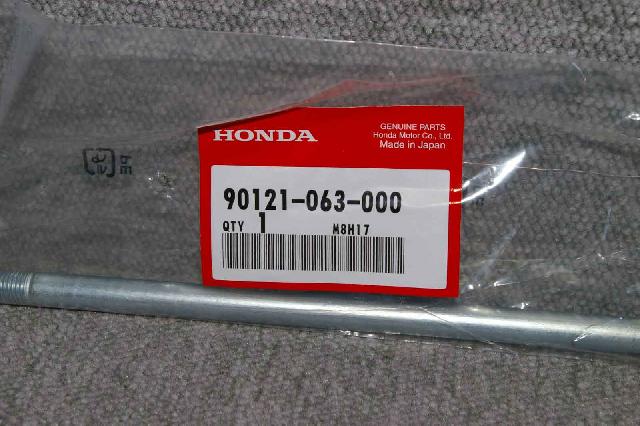 HONDA
GENUINE PARTS
Honda Motor Co., Ltd.
Made in Japan
90121-063-000
QTY 1 M8H17